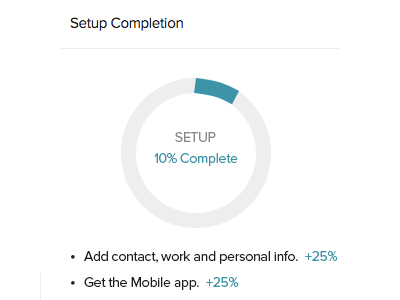 Setup Completion
SETUP
10% Complete
• Add contact, work and personal info. +25%
• Get the Mobile app. +25%